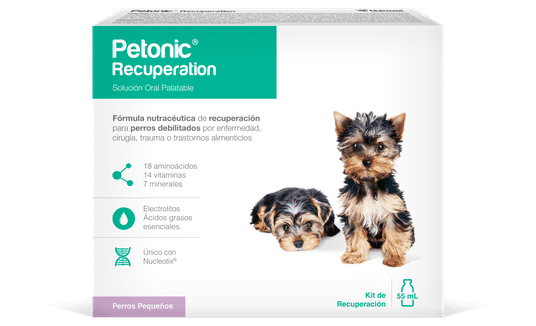 Petonic®
Recuperation
Solución Oral Palatable
Fórmula nutracéutica de recuperación
para perros debilitados por enfermedad,
cirugía, trauma o trastornos alimenticios
18 aminoácidos
14 vitaminas
7 minerales
Electrolitos
Ácidos grasos
esenciales.
Único con
Nucleotix®
Perros Pequeños
Kit de
Recuperación
55 mL
Petonic® Recuperation